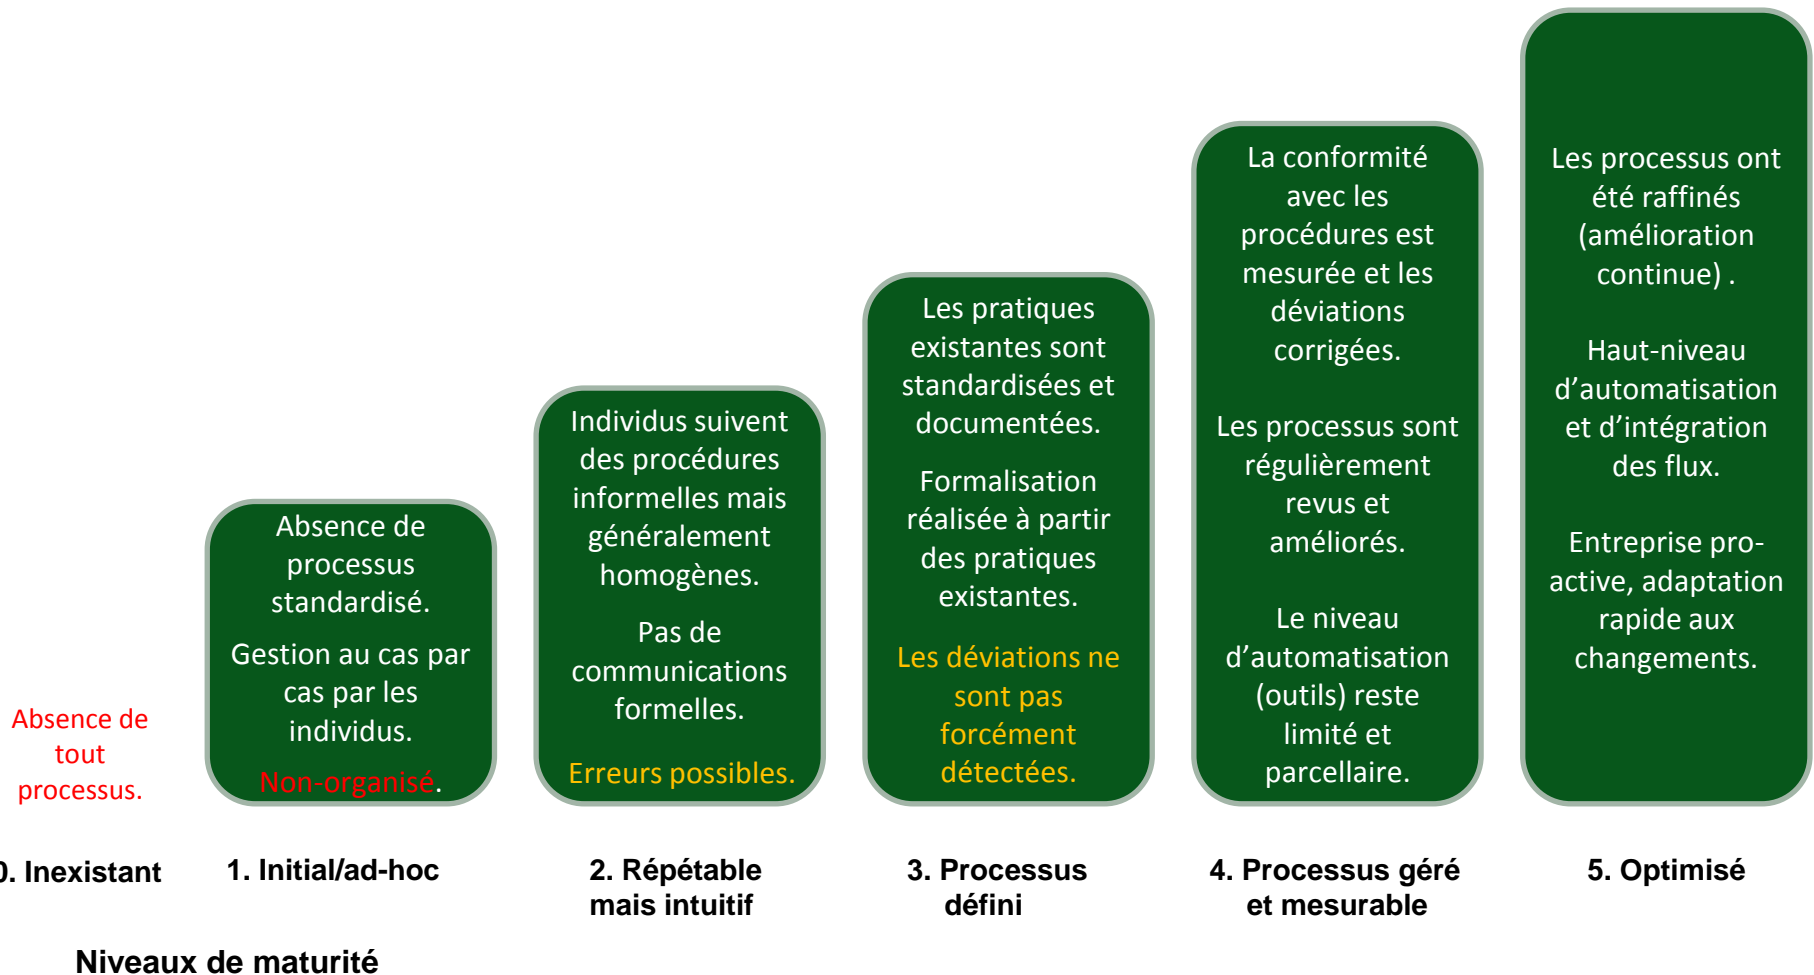 Absence de
tout
processus.
Absence de
processus
standardisé.
Gestion au cas par
cas par les
individus.
Non-organisé.
Individus suivent
des procédures
informelles mais
généralement
homogènes.
Pas de
communications
formelles.
Erreurs possibles.
Les pratiques
existantes sont
standardisées et
documentées.
Formalisation
réalisée à partir
des pratiques
existantes.
Les déviations ne
sont pas
forcément
détectées.
La conformité
avec les
procédures est
mesurée et les
déviations
corrigées.
Les processus sont
régulièrement
revus et
améliorés.
Le niveau
d’automatisation
(outils) reste
limité et
parcellaire.
Les processus ont
été raffinés
(amélioration
continue) .
Haut-niveau
d’automatisation
et d’intégration
des flux.
Entreprise pro-
active, adaptation
rapide aux
changements.
0. Inexistant
1. Initial/ad-hoc
2. Répétable
mais intuitif
3. Processus
défini
4. Processus géré
et mesurable
5. Optimisé
Niveaux de maturité